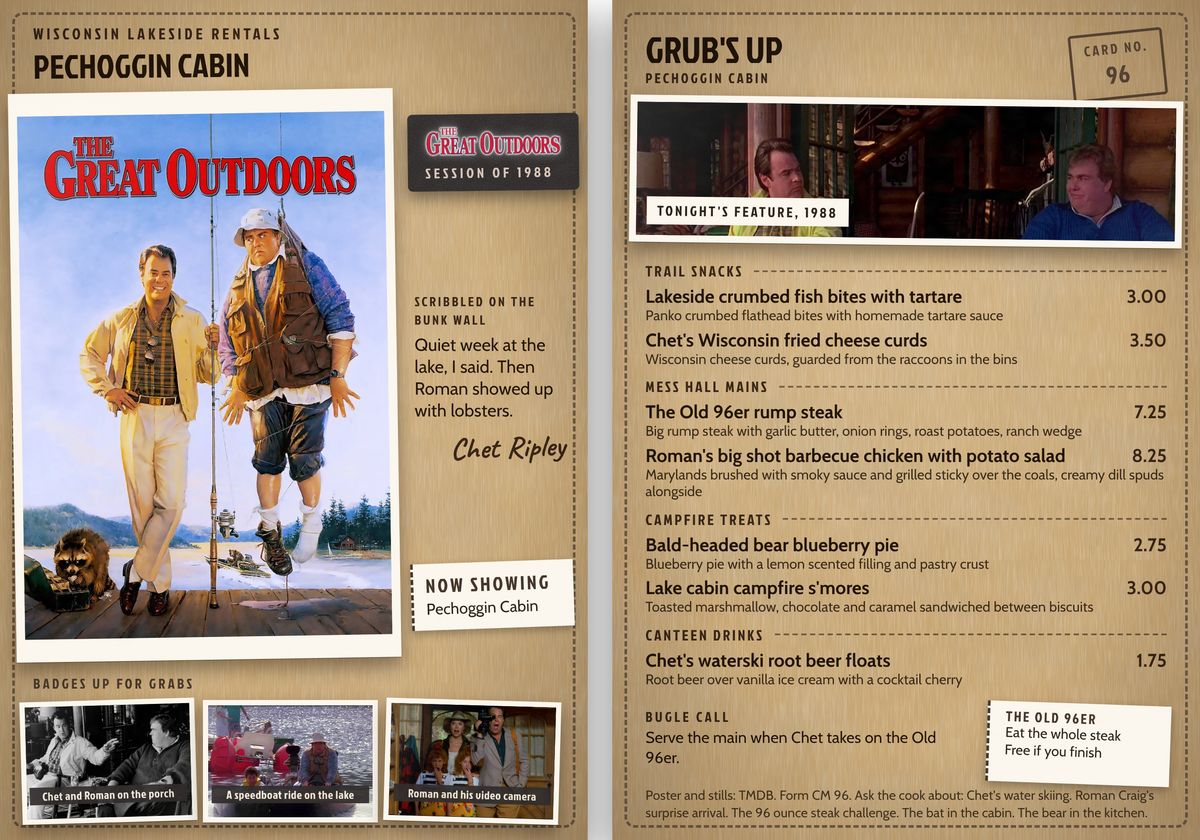 WISCONSIN LAKESIDE RENTALS
PECHOGGIN CABIN
THE
GREAT OUTDOORS
THE
GREAT OUTDOORS
SESSION OF 1988
SCRIBBLED ON THE
BUNK WALL
Quiet week at the
lake, I said. Then
Roman showed up
with lobsters.
Chet Ripley
NOW SHOWING
Pechoggin Cabin
BADGES UP FOR GRABS
Chet and Roman on the porch
A speedboat ride on the lake
Roman and his video camera
GRUB'S UP
PECHOGGIN CABIN
CARD NO.
96
TONIGHT'S FEATURE, 1988
TRAIL SNACKS
Lakeside crumbed fish bites with tartare 3.00
Panko crumbed flathead bites with homemade tartare sauce
Chet's Wisconsin fried cheese curds 3.50
Wisconsin cheese curds, guarded from the raccoons in the bins
MESS HALL MAINS
The Old 96er rump steak 7.25
Big rump steak with garlic butter, onion rings, roast potatoes, ranch wedge
Roman's big shot barbecue chicken with potato salad 8.25
Marylands brushed with smoky sauce and grilled sticky over the coals, creamy dill spuds
alongside
CAMPFIRE TREATS
Bald-headed bear blueberry pie 2.75
Blueberry pie with a lemon scented filling and pastry crust
Lake cabin campfire s'mores 3.00
Toasted marshmallow, chocolate and caramel sandwiched between biscuits
CANTEEN DRINKS
Chet's waterski root beer floats 1.75
Root beer over vanilla ice cream with a cocktail cherry
BUGLE CALL
Serve the main when Chet takes on the Old
96er.
THE OLD 96ER
Eat the whole steak
Free if you finish
Poster and stills: TMDB. Form CM 96. Ask the cook about: Chet's water skiing. Roman Craig's
surprise arrival. The 96 ounce steak challenge. The bat in the cabin. The bear in the kitchen.